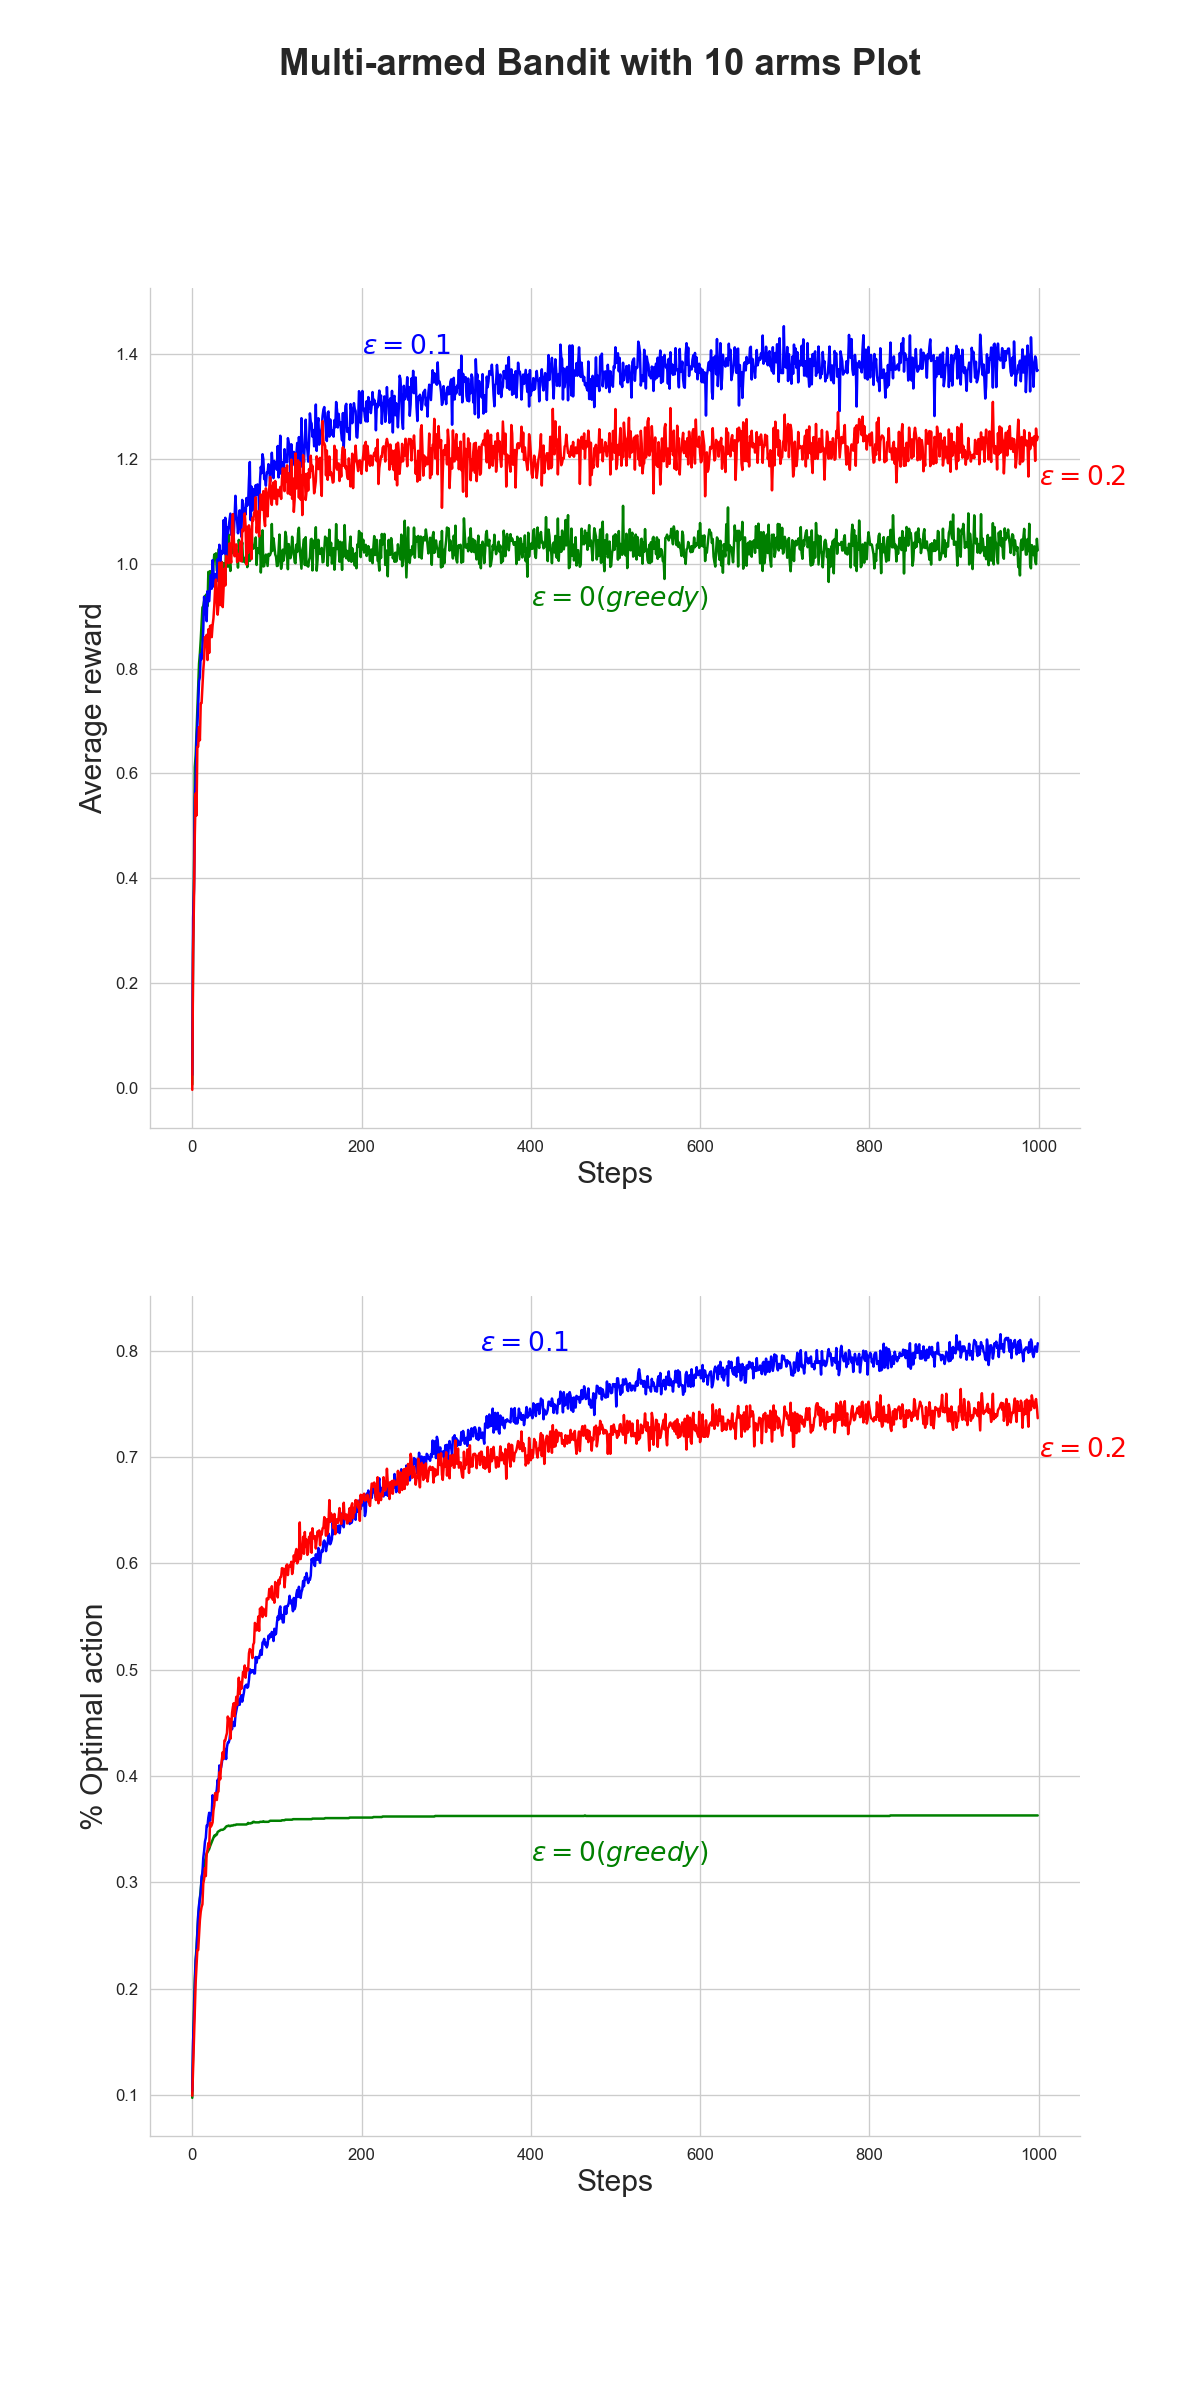 Multi-armed Bandit with 10 arms Plot
ε = 0.1
1.4
1.2
ε = 0.2
1.0
ε = 0(greedy)
0.8
Average reward
0.6
0.4
0.2
0.0
0 200 400 600 800 1000
Steps
ε = 0.1
0.8
0.7
ε = 0.2
0.6
0.5
% Optimal action
0.4
ε = 0(greedy)
0.3
0.2
0.1
0 200 400 600 800 1000
Steps